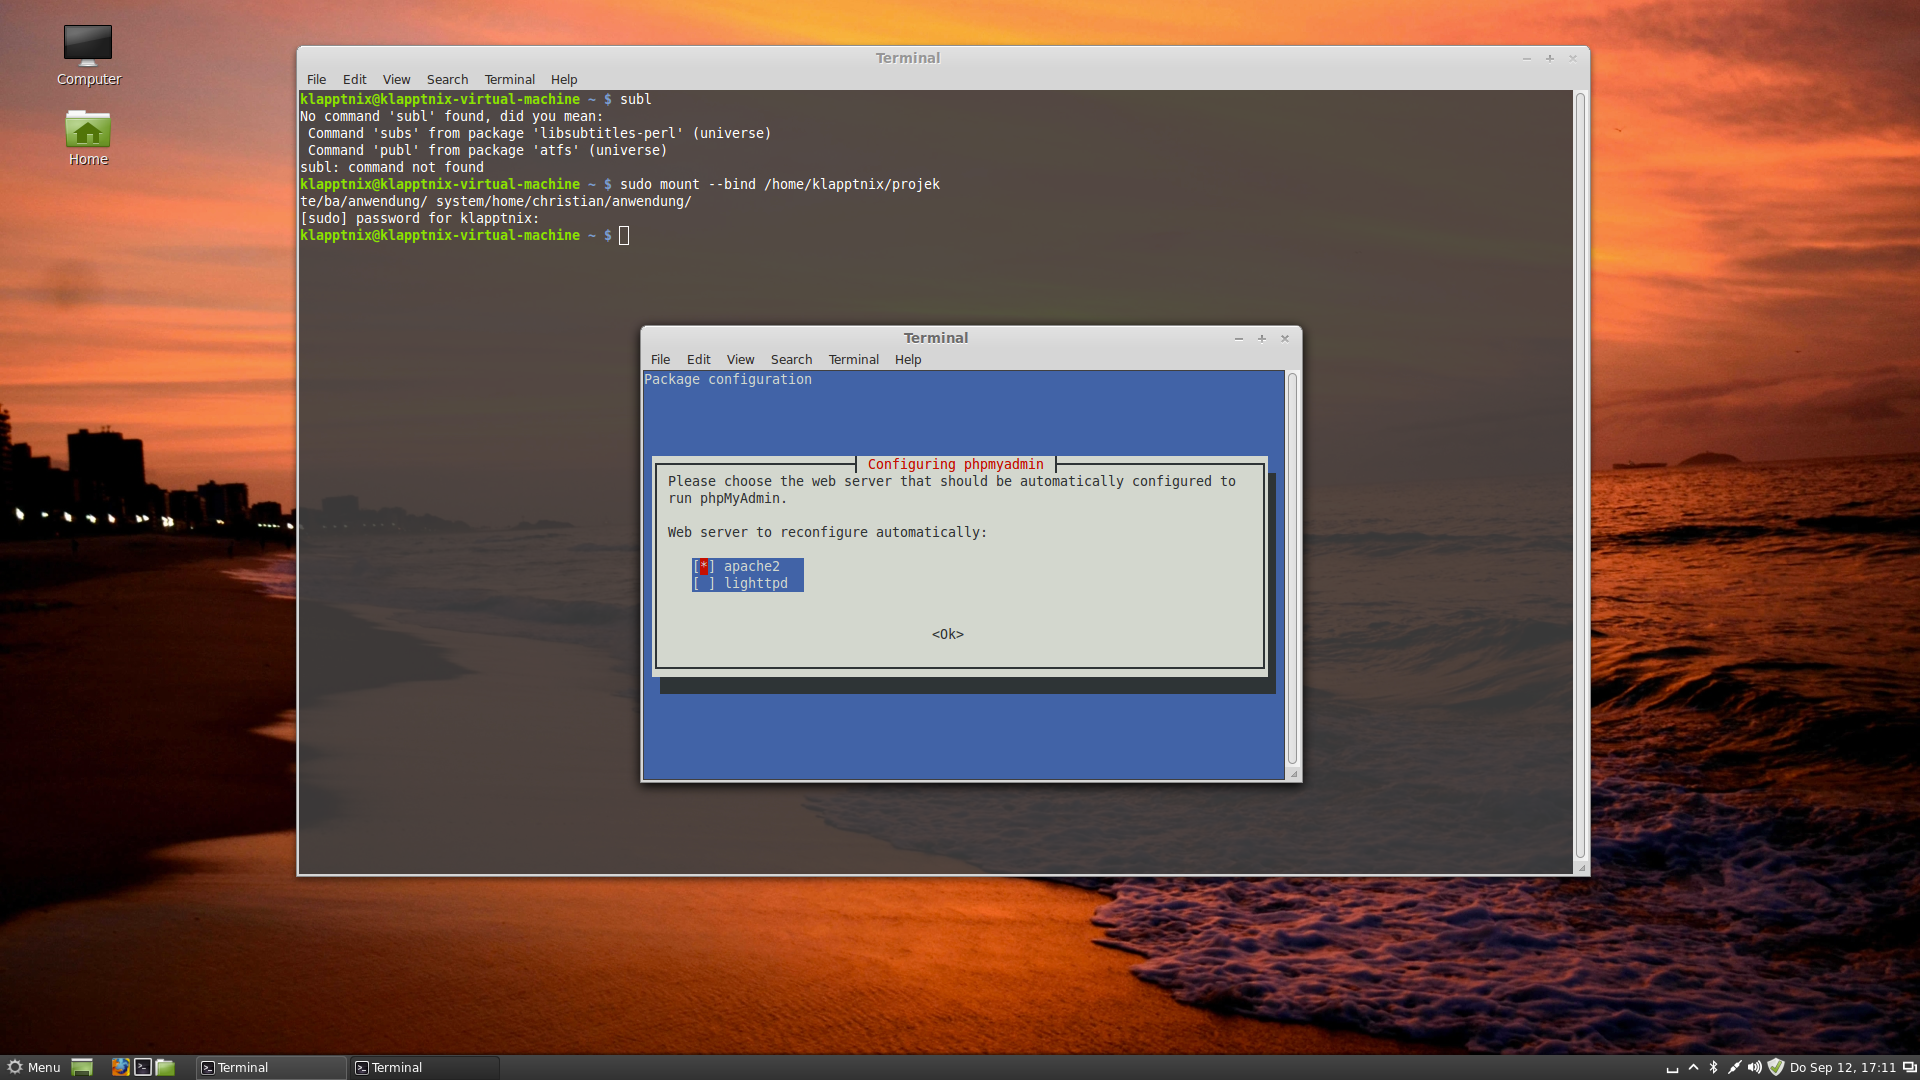 Computer
Home
Terminal
File Edit View Search Terminal Help
klapptnix@klapptnix-virtual-machine ~ $ subl
No command 'subl' found, did you mean:
 Command 'subs' from package 'libsubtitles-perl' (universe)
 Command 'publ' from package 'atfs' (universe)
subl: command not found
klapptnix@klapptnix-virtual-machine ~ $ sudo mount --bind /home/klapptnix/projek
te/ba/anwendung/ system/home/christian/anwendung/
[sudo] password for klapptnix:
klapptnix@klapptnix-virtual-machine ~ $
Terminal
File Edit View Search Terminal Help
Package configuration
Configuring phpmyadmin
Please choose the web server that should be automatically configured to
run phpMyAdmin.
Web server to reconfigure automatically:
[*] apache2
[ ] lighttpd
<Ok>
Menu Terminal Terminal Do Sep 12, 17:11